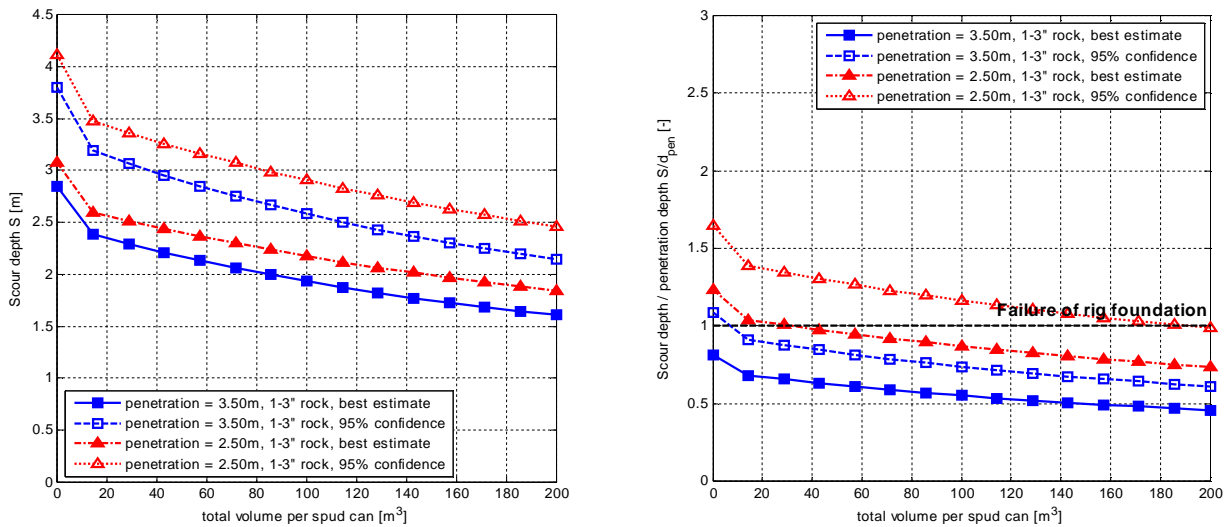 4.5
4
3.5
3
2.5
2
1.5
1
0.5
0
Scour depth S [m]
penetration = 3.50m, 1-3" rock, best estimate
penetration = 3.50m, 1-3" rock, 95% confidence
penetration = 2.50m, 1-3" rock, best estimate
penetration = 2.50m, 1-3" rock, 95% confidence
0 20 40 60 80 100 120 140 160 180 200
total volume per spud can [m³]
3
2.5
2
1.5
1
0.5
0
Scour depth / penetration depth S/d_pen [-]
penetration = 3.50m, 1-3" rock, best estimate
penetration = 3.50m, 1-3" rock, 95% confidence
penetration = 2.50m, 1-3" rock, best estimate
penetration = 2.50m, 1-3" rock, 95% confidence
Failure of rig foundation
0 20 40 60 80 100 120 140 160 180 200
total volume per spud can [m³]